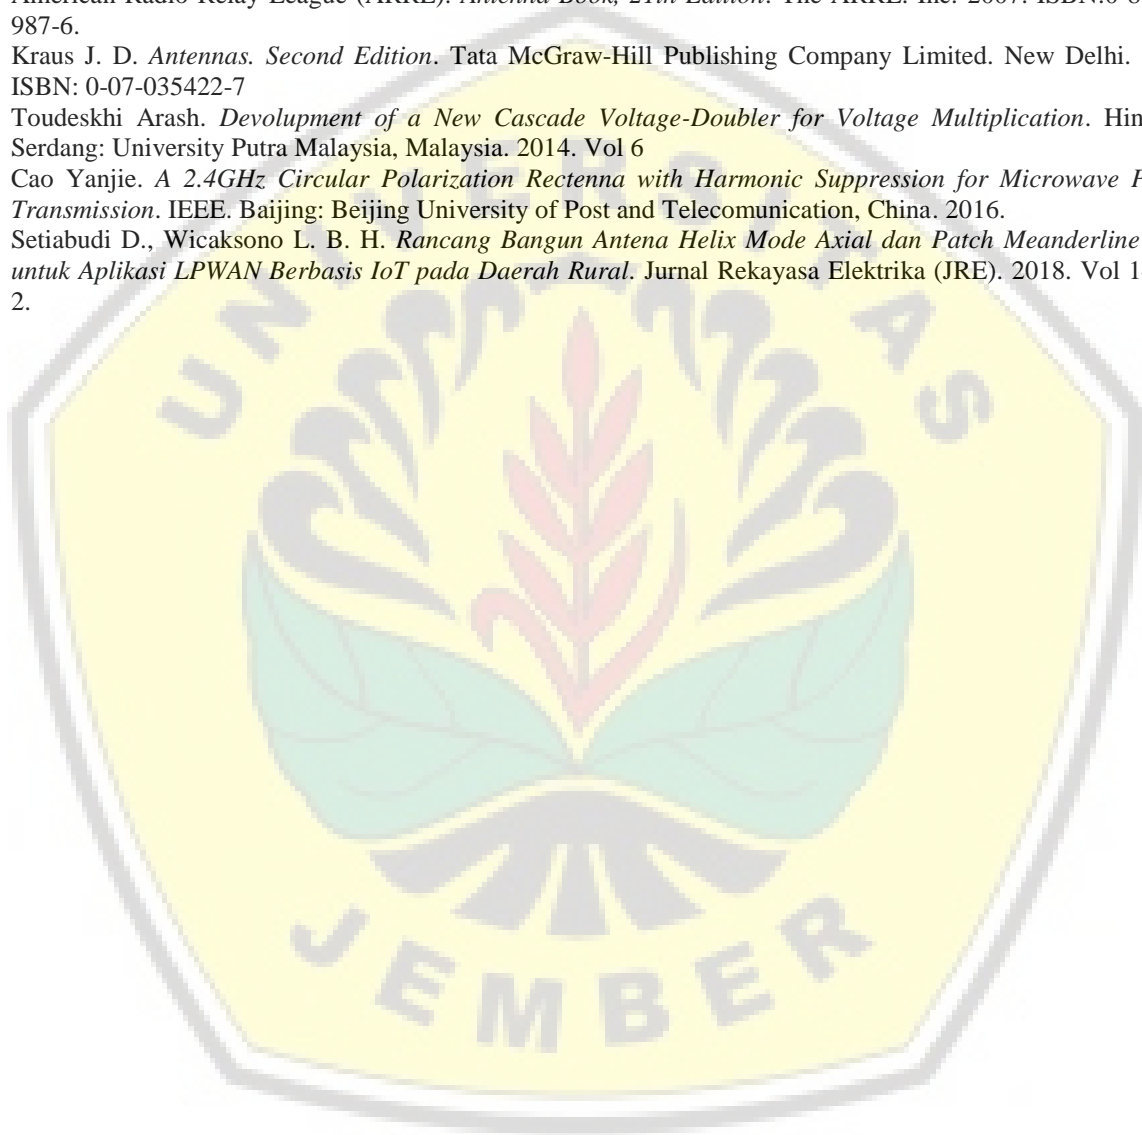 987-6.
Kraus J. D. Antennas. Second Edition. Tata McGraw-Hill Publishing Company Limited. New Delhi.
ISBN: 0-07-035422-7
Toudeskhi Arash. Devolupment of a New Cascade Voltage-Doubler for Voltage Multiplication. Hin
Serdang: University Putra Malaysia, Malaysia. 2014. Vol 6
Cao Yanjie. A 2.4GHz Circular Polarization Rectenna with Harmonic Suppression for Microwave
Transmission. IEEE. Baijing: Beijing University of Post and Telecomunication, China. 2016.
Setiabudi D., Wicaksono L. B. H. Rancang Bangun Antena Helix Mode Axial dan Patch Meanderline
untuk Aplikasi LPWAN Berbasis IoT pada Daerah Rural. Jurnal Rekayasa Elektrika (JRE). 2018. Vol
2.
UNIVERSITAS
JEMBER